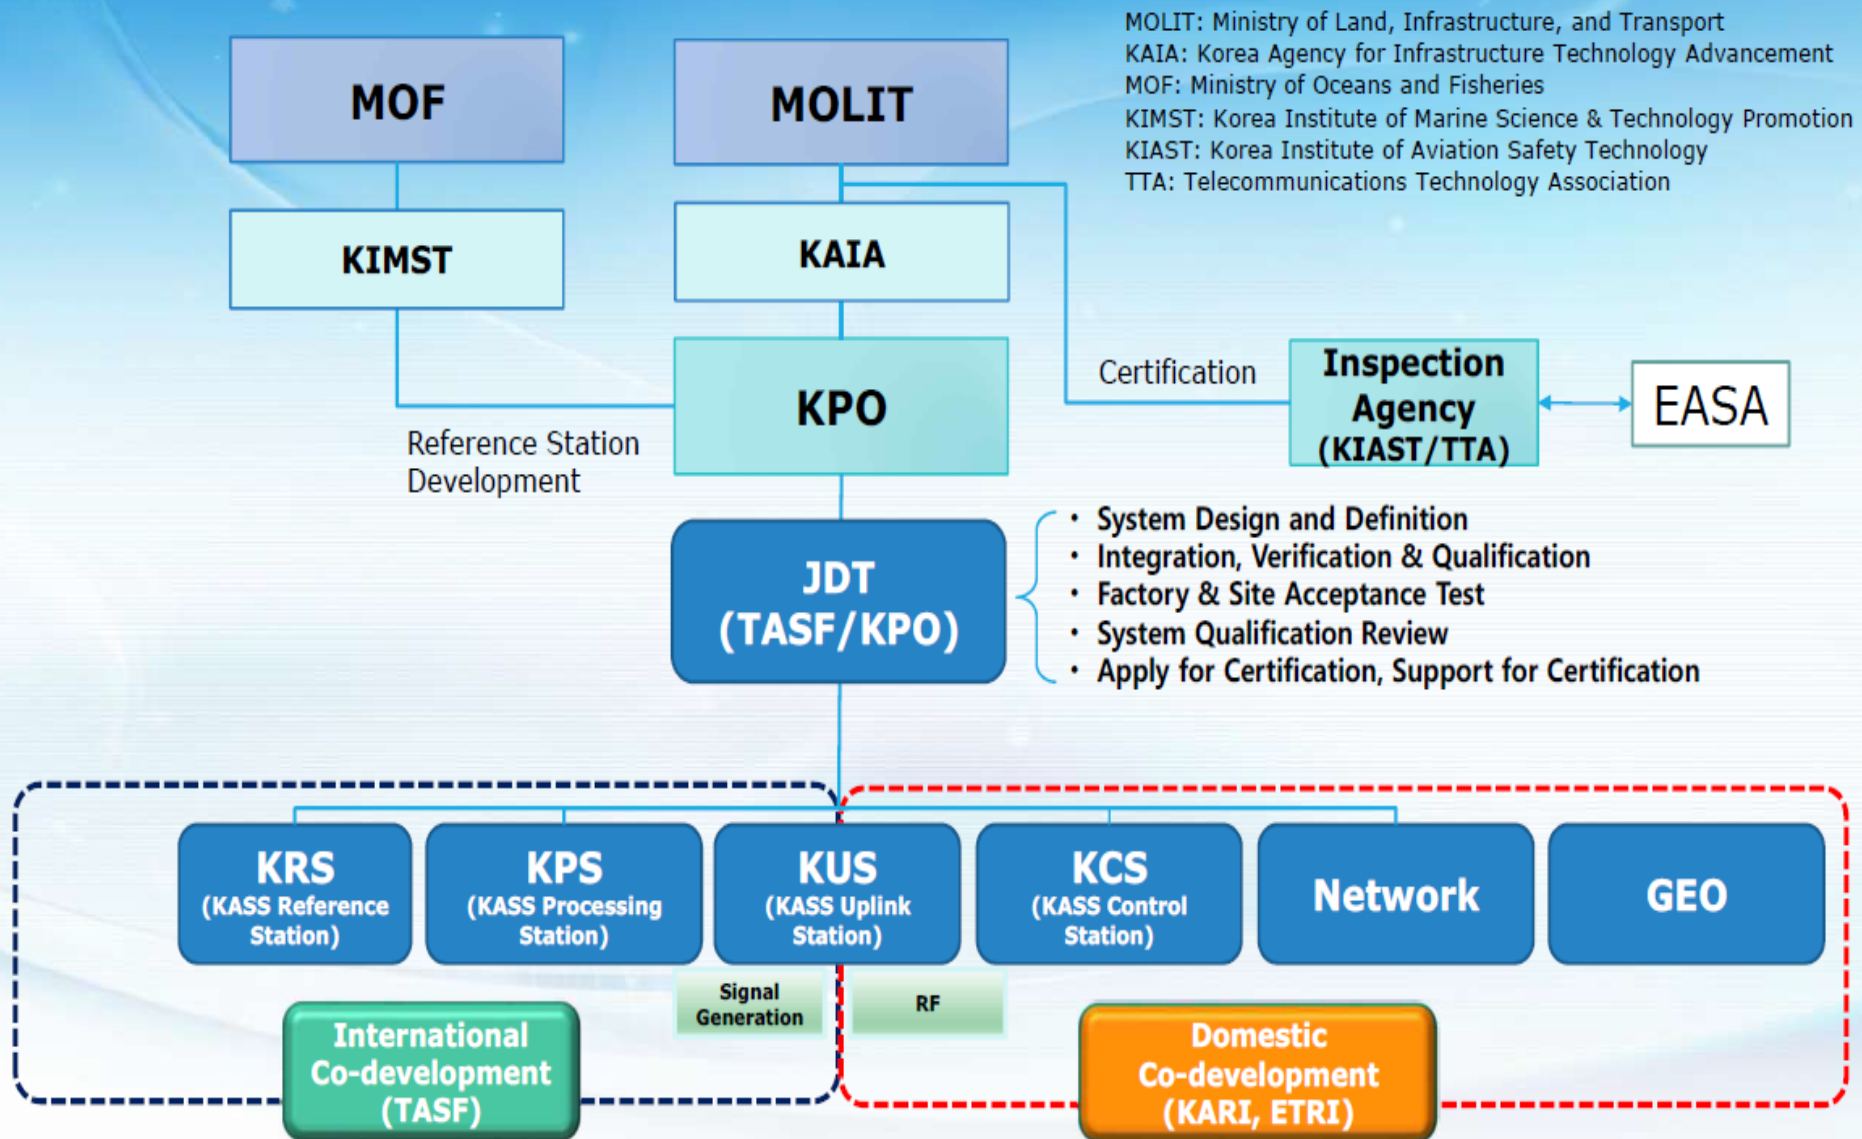 MOLIT: Ministry of Land, Infrastructure, and Transport
KAIA: Korea Agency for Infrastructure Technology Advancement
MOF: Ministry of Oceans and Fisheries
KIMST: Korea Institute of Marine Science & Technology Promotion
KIAST: Korea Institute of Aviation Safety Technology
TTA: Telecommunications Technology Association
MOF
MOLIT
KIMST
KAIA
KPO
Reference Station
Development
Certification
Inspection
Agency
(KIAST/TTA)
EASA
JDT
(TASF/KPO)
• System Design and Definition
• Integration, Verification & Qualification
• Factory & Site Acceptance Test
• System Qualification Review
• Apply for Certification, Support for Certification
KRS
(KASS Reference
Station)
KPS
(KASS Processing
Station)
KUS
(KASS Uplink
Station)
KCS
(KASS Control
Station)
Network
GEO
Signal
Generation
RF
International
Co-development
(TASF)
Domestic
Co-development
(KARI, ETRI)